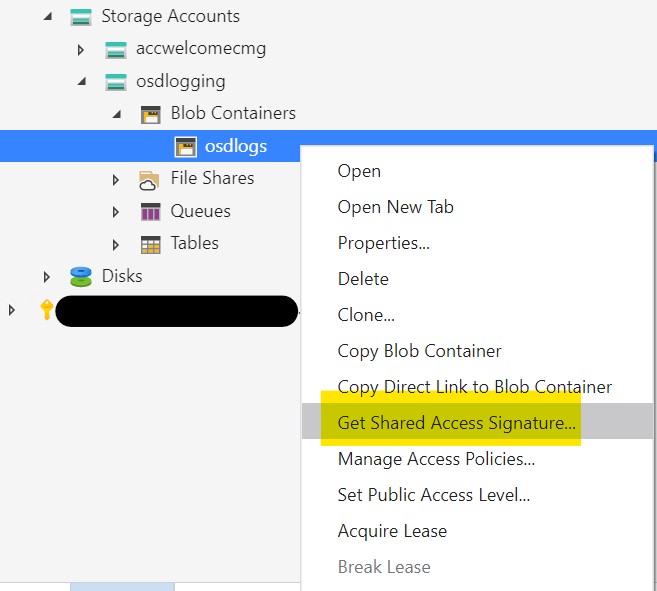 Storage Accounts
accwelcomecmg
osdlogging
Blob Containers
osdlogs
File Shares
Queues
Tables
Disks
Open
Open New Tab
Properties...
Delete
Clone...
Copy Blob Container
Copy Direct Link to Blob Container
Get Shared Access Signature...
Manage Access Policies...
Set Public Access Level...
Acquire Lease
Break Lease